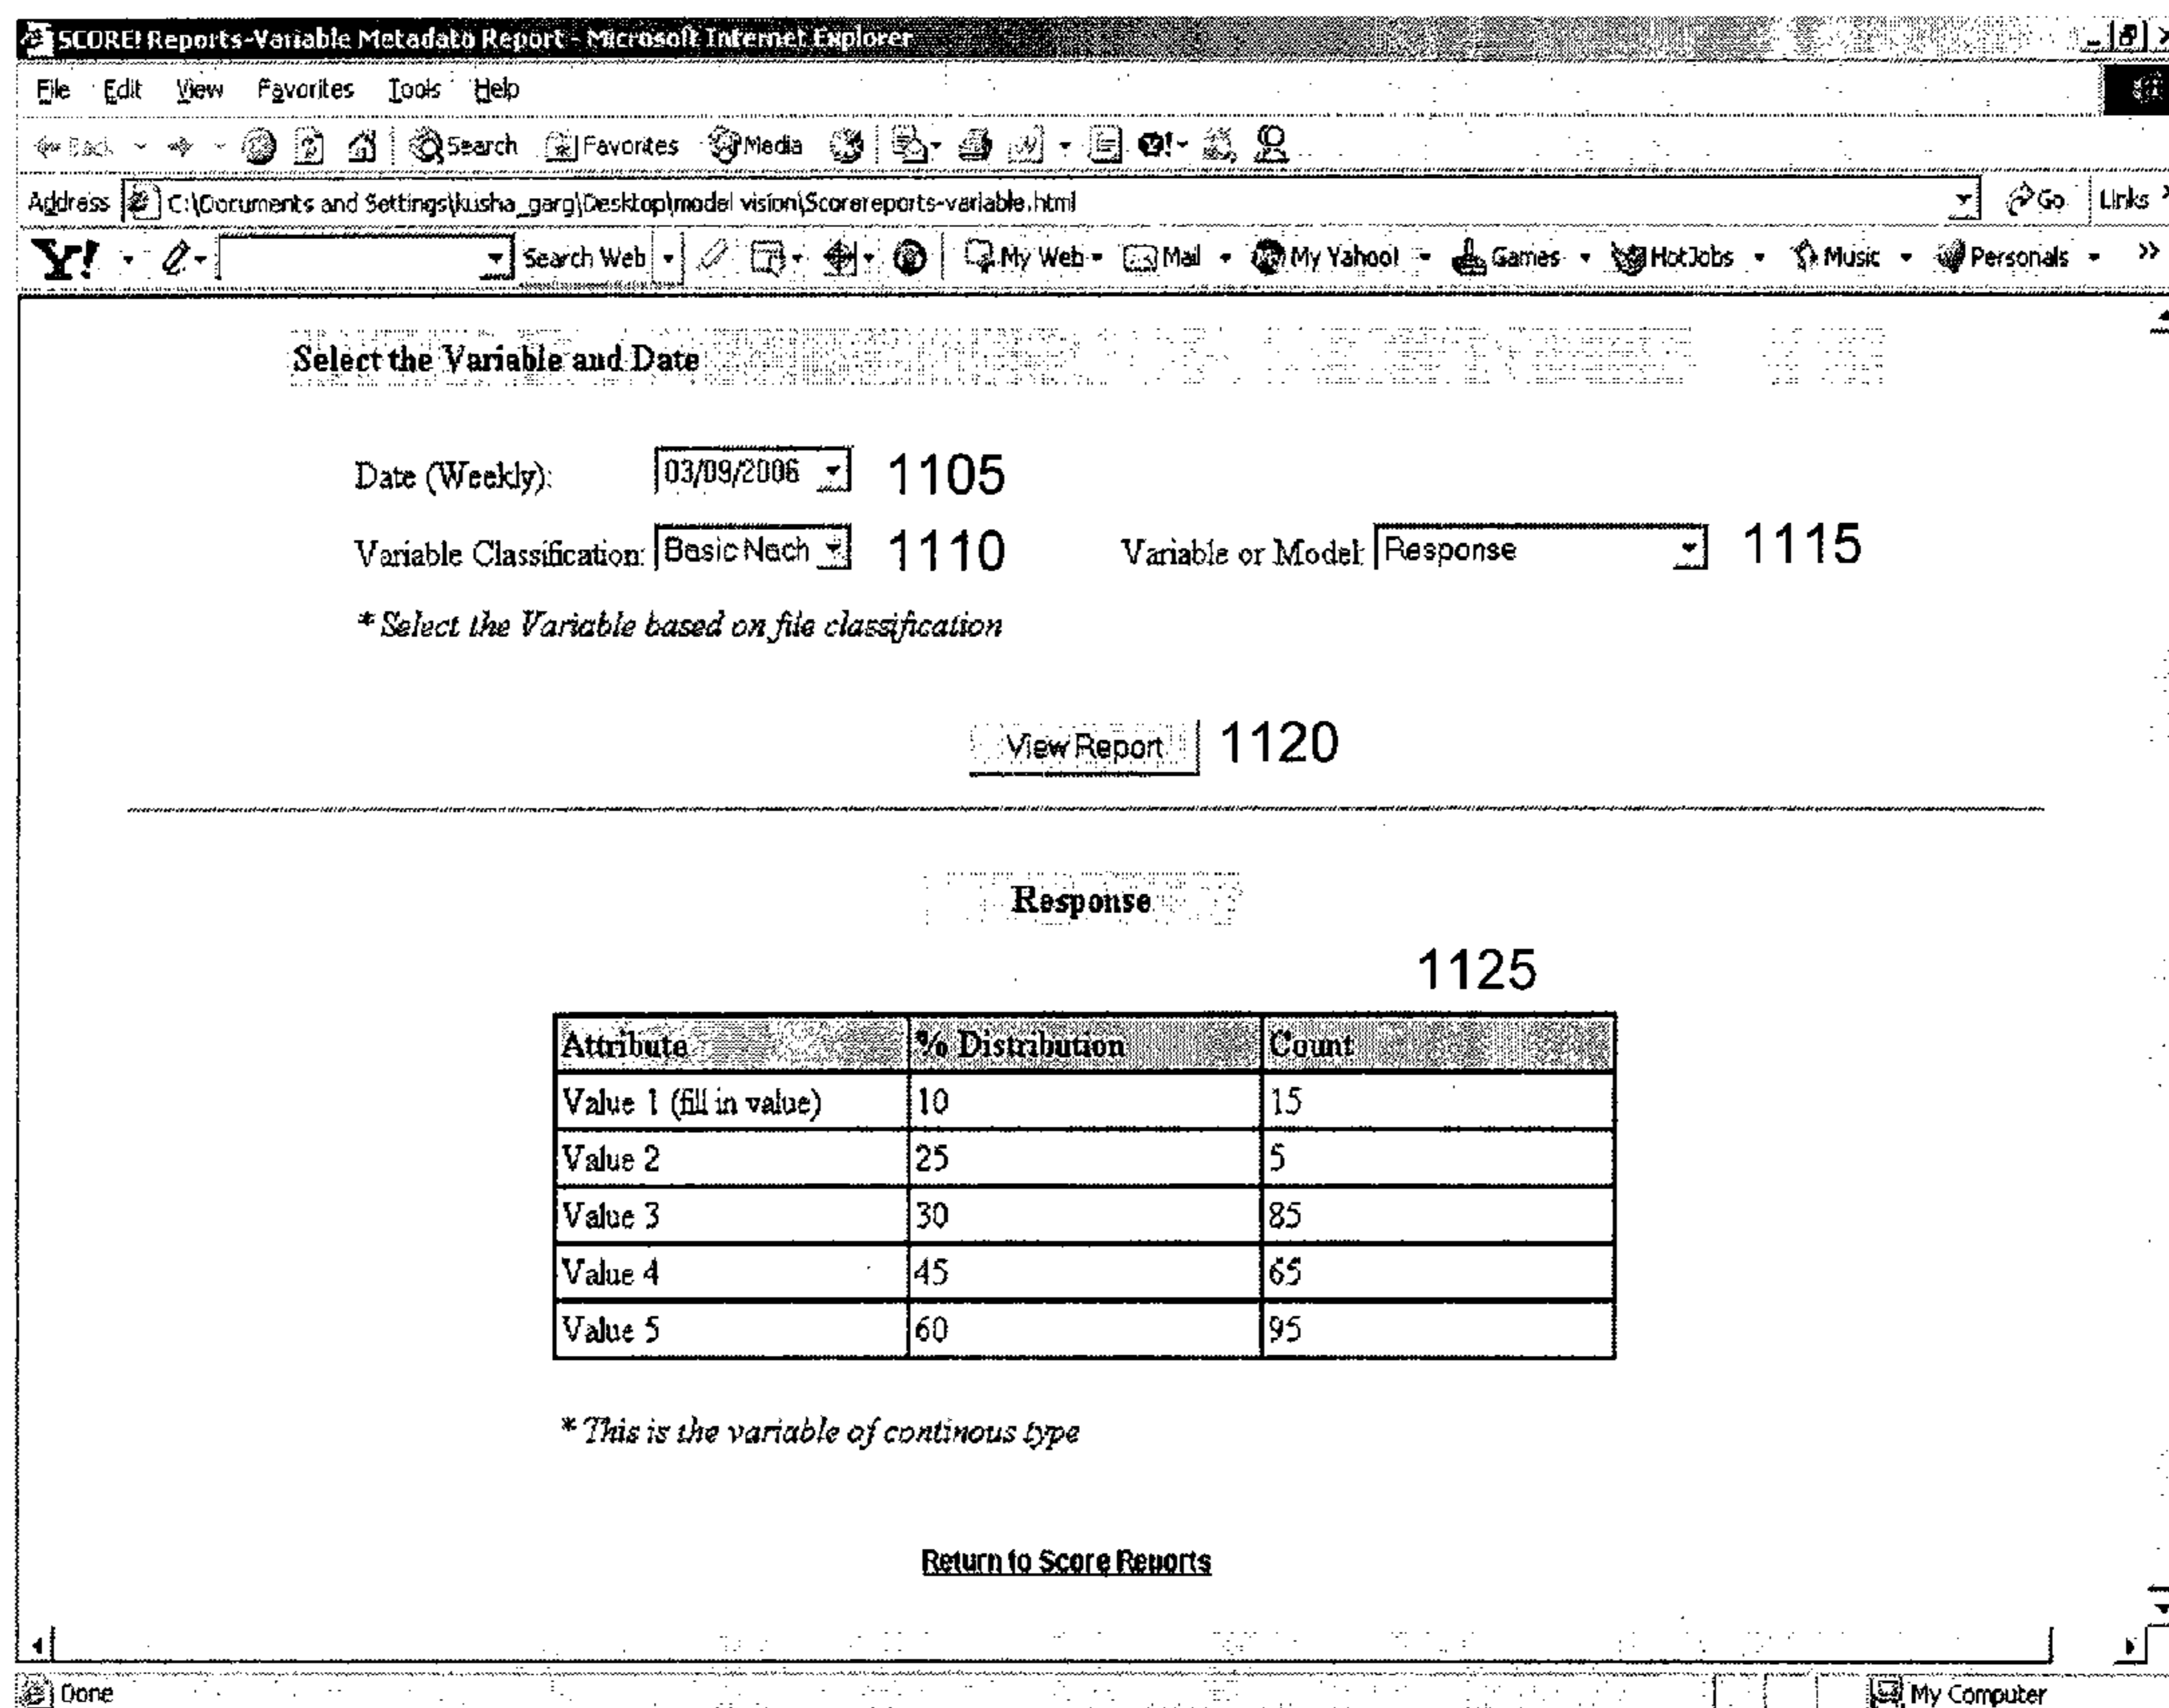 SCORE! Reports-Variable Metadato Report - Microsoft Internet Explorer
File Edit View Favorites Tools Help
Back Search Favorites Media
Address C:\Documents and Settings\kusha_garg\Desktop\model vision\Scorereports-variable.html Go Links »
Y! Search Web My Web Mail My Yahoo! Games HotJobs Music Personals »
Select the Variable and Date
Date (Weekly): 03/09/2006 1105
Variable Classification: Basic Nach 1110 Variable or Model: Response 1115
* Select the Variable based on file classification
View Report 1120
Response
1125
Attribute % Distribution Count
Value 1 (fill in value) 10 15
Value 2 25 5
Value 3 30 85
Value 4 45 65
Value 5 60 95
* This is the variable of continous type
Return to Score Reports
Done My Computer